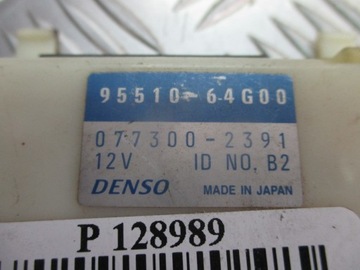 95510-64G00
077300-2391
12V ID NO. B2
DENSO MADE IN JAPAN
P 128989